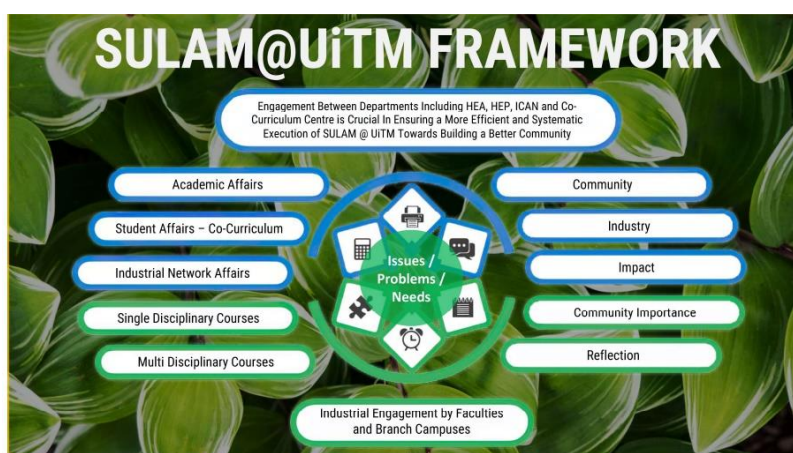 SULAM@UiTM FRAMEWORK
Engagement Between Departments Including HEA, HEP, ICAN and Co-
Curriculum Centre is Crucial In Ensuring a More Efficient and Systematic
Execution of SULAM @ UiTM Towards Building a Better Community
Academic Affairs
Student Affairs – Co-Curriculum
Industrial Network Affairs
Single Disciplinary Courses
Multi Disciplinary Courses
Issues /
Problems /
Needs
Community
Industry
Impact
Community Importance
Reflection
Industrial Engagement by Faculties
and Branch Campuses